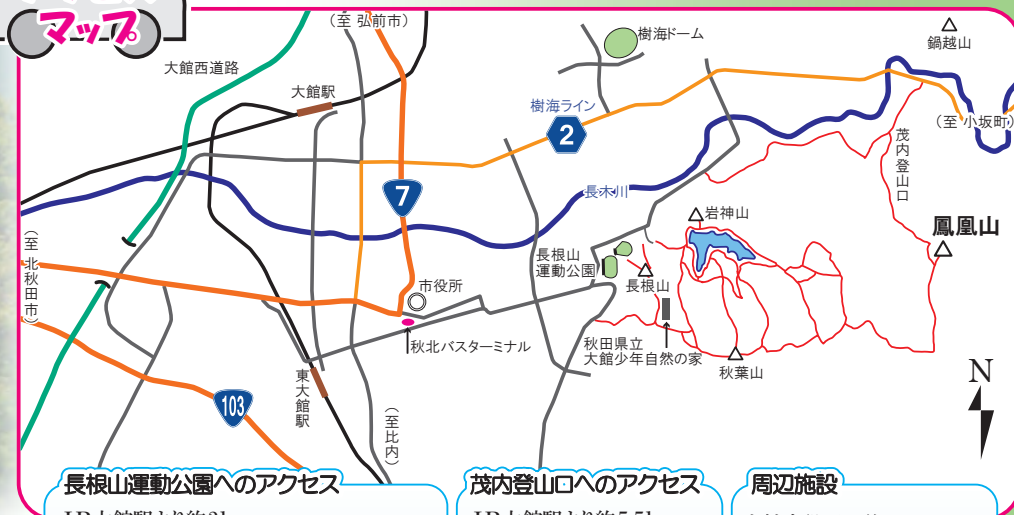 マップ
(至 弘前市)
樹海ドーム
鍋越山
大館西道路
大館駅
樹海ライン
2
(至 小坂町)
茂内登山口
7
長木川
岩神山
鳳凰山
(至 北秋田市)
長根山
運動公園
長根山
市役所
秋北バスターミナル
秋田県立
大館少年自然の家
秋葉山
東大館駅
103
(至比内)
N
長根山運動公園へのアクセス
茂内登山口へのアクセス
周辺施設